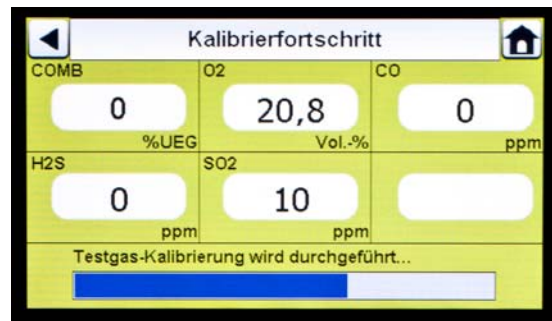 Kalibrierfortschritt
COMB O2 CO
0 20,8 0
%UEG Vol.-% ppm
H2S SO2
0 10
ppm ppm
Testgas-Kalibrierung wird durchgeführt...